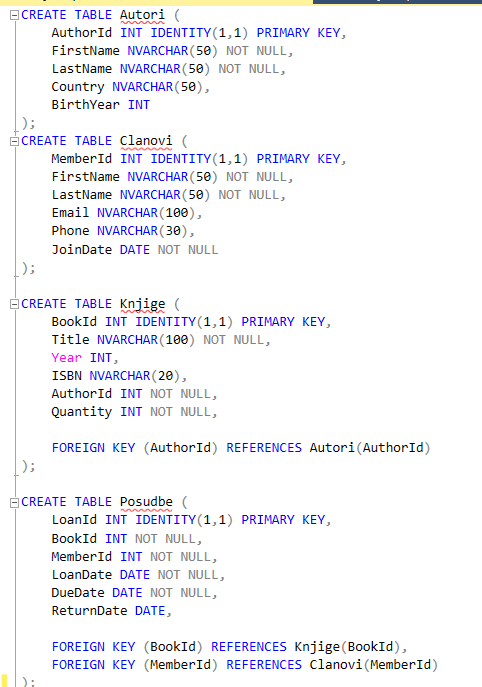 CREATE TABLE Autori (
AuthorId INT IDENTITY(1,1) PRIMARY KEY,
FirstName NVARCHAR(50) NOT NULL,
LastName NVARCHAR(50) NOT NULL,
Country NVARCHAR(50),
BirthYear INT
);
CREATE TABLE Clanovi (
MemberId INT IDENTITY(1,1) PRIMARY KEY,
FirstName NVARCHAR(50) NOT NULL,
LastName NVARCHAR(50) NOT NULL,
Email NVARCHAR(100),
Phone NVARCHAR(30),
JoinDate DATE NOT NULL
);
CREATE TABLE Knjige (
BookId INT IDENTITY(1,1) PRIMARY KEY,
Title NVARCHAR(100) NOT NULL,
Year INT,
ISBN NVARCHAR(20),
AuthorId INT NOT NULL,
Quantity INT NOT NULL,
FOREIGN KEY (AuthorId) REFERENCES Autori(AuthorId)
);
CREATE TABLE Posudbe (
LoanId INT IDENTITY(1,1) PRIMARY KEY,
BookId INT NOT NULL,
MemberId INT NOT NULL,
LoanDate DATE NOT NULL,
DueDate DATE NOT NULL,
ReturnDate DATE,
FOREIGN KEY (BookId) REFERENCES Knjige(BookId),
FOREIGN KEY (MemberId) REFERENCES Clanovi(MemberId)
);